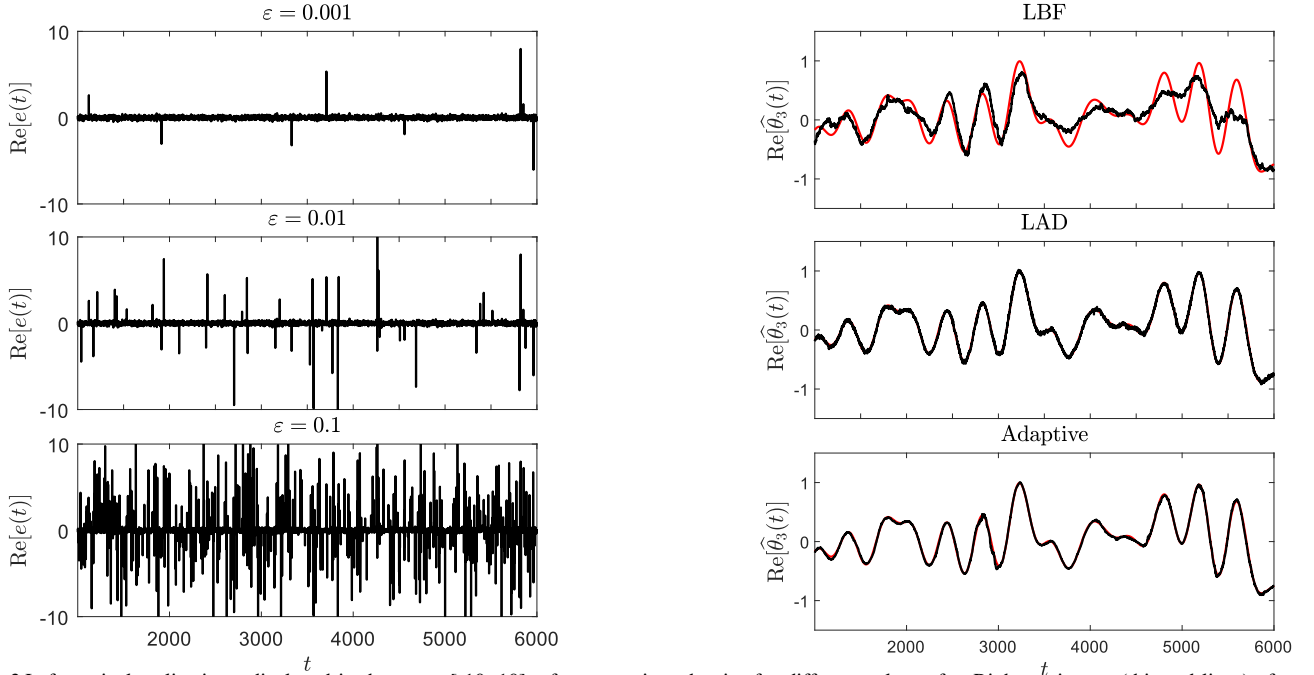 ε = 0.001
10
0
-10
Re[e(t)]
ε = 0.01
10
0
-10
Re[e(t)]
ε = 0.1
10
0
-10
Re[e(t)]
2000 3000 4000 5000 6000
t
LBF
1
0
-1
Re[θ̂₃(t)]
LAD
1
0
-1
Re[θ̂₃(t)]
Adaptive
1
0
-1
Re[θ̂₃(t)]
2000 3000 4000 5000 6000
t